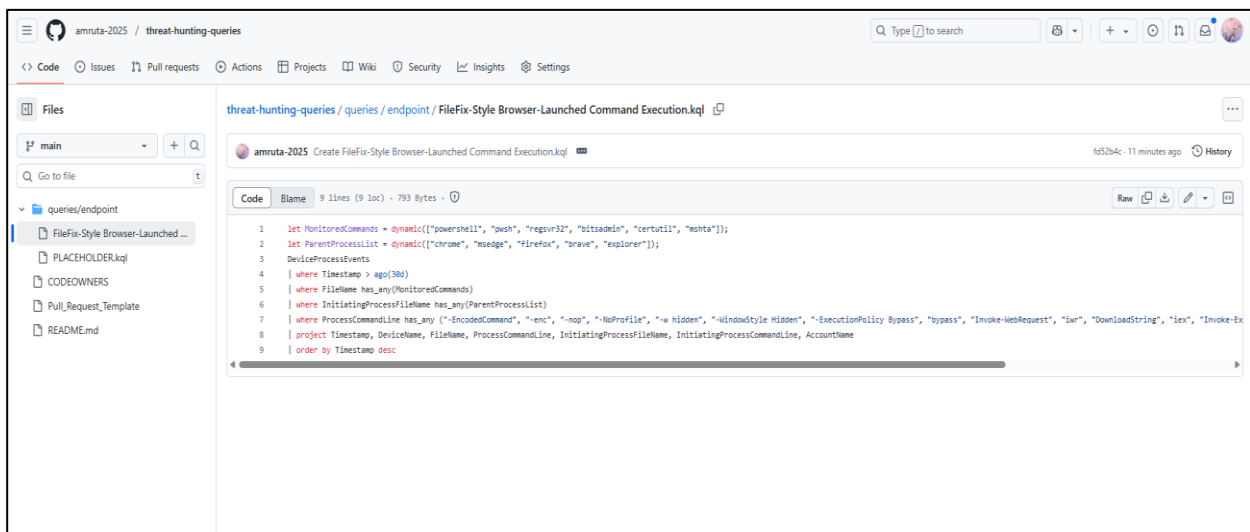 amruta-2025 / threat-hunting-queries
Type / to search
Code
Issues
Pull requests
Actions
Projects
Wiki
Security
Insights
Settings
Files
main
Go to file
t
queries/endpoint
FileFix-Style Browser-Launched ...
PLACEHOLDER.kql
CODEOWNERS
Pull_Request_Template
README.md
threat-hunting-queries / queries / endpoint / FileFix-Style Browser-Launched Command Execution.kql
amruta-2025 Create FileFix-Style Browser-Launched Command Execution.kql
fd52b4c · 11 minutes ago
History
Code
Blame
9 lines (9 loc) · 793 Bytes
Raw
1 let MonitoredCommands = dynamic(["powershell", "pwsh", "regsvr32", "bitsadmin", "certutil", "mshta"]);
2 let ParentProcessList = dynamic(["chrome", "msedge", "firefox", "brave", "explorer"]);
3 DeviceProcessEvents
4 | where Timestamp > ago(30d)
5 | where FileName has_any(MonitoredCommands)
6 | where InitiatingProcessFileName has_any(ParentProcessList)
7 | where ProcessCommandLine has_any ("-EncodedCommand", "-enc", "-nop", "-NoProfile", "-w hidden", "-WindowStyle Hidden", "-ExecutionPolicy Bypass", "bypass", "Invoke-WebRequest", "iwr", "DownloadString", "iex", "Invoke-Ex
8 | project Timestamp, DeviceName, FileName, ProcessCommandLine, InitiatingProcessFileName, InitiatingProcessCommandLine, AccountName
9 | order by Timestamp desc